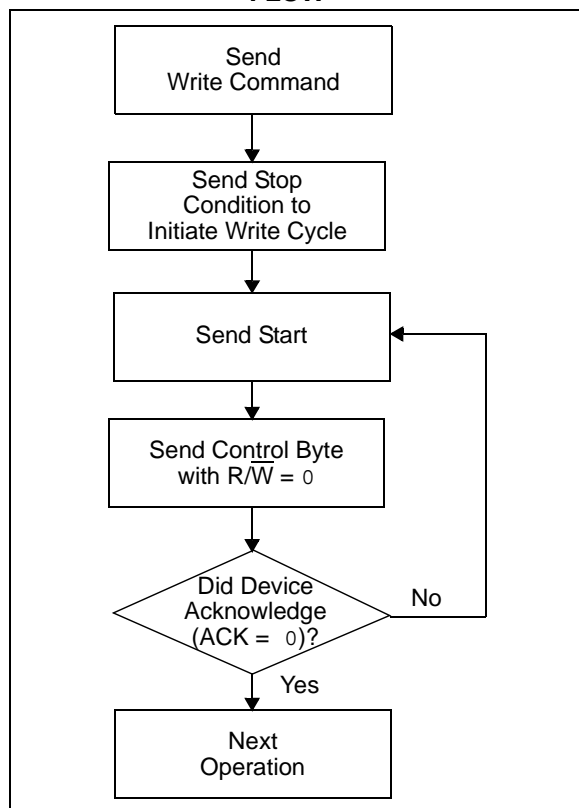 Send
Write Command
Send Stop
Condition to
Initiate Write Cycle
Send Start
Send Control Byte
with R/W̅ = 0
Did Device
Acknowledge
(ACK = 0)?
No
Yes
Next
Operation